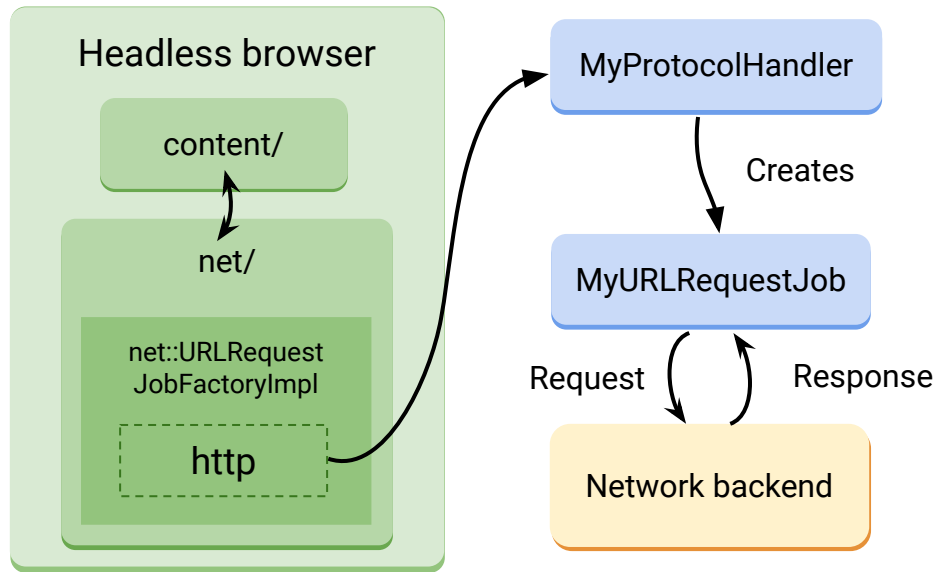 Headless browser
content/
net/
net::URLRequest
JobFactoryImpl
http
MyProtocolHandler
Creates
MyURLRequestJob
Request
Response
Network backend